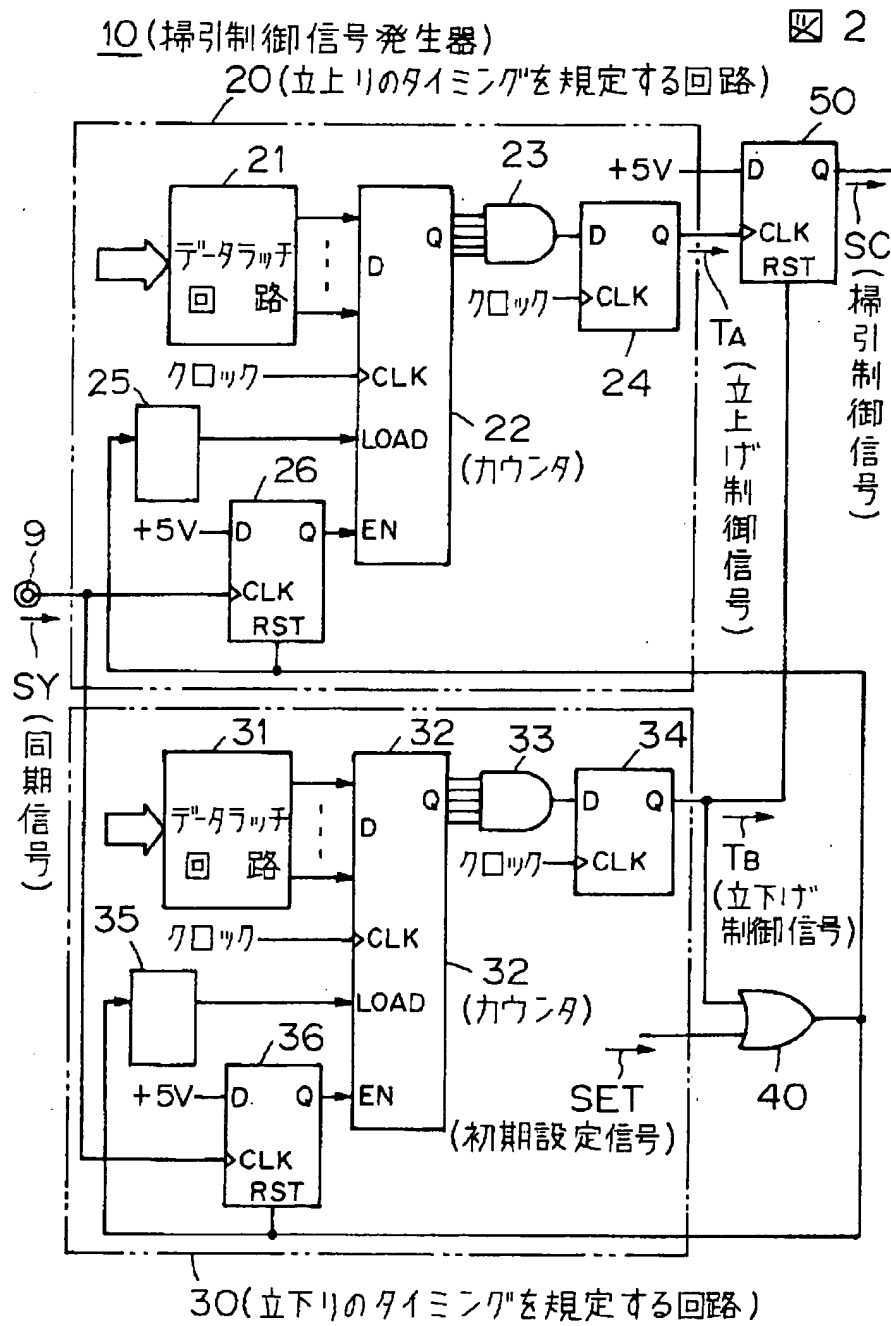 図 2
10 (掃引制御信号発生器)
20 (立上りのタイミングを規定する回路)
50
21
+5V
D Q
CLK
RST
SC (掃引制御信号)
データラッチ
回 路
D
Q
23
D Q
クロック
CLK
24
TA (立上げ制御信号)
クロック
CLK
25
LOAD
22
(カウンタ)
26
+5V
D Q
EN
9
CLK
RST
SY (同期信号)
31
32
33
34
データラッチ
回 路
D
Q
D Q
クロック
CLK
TB
(立下げ
制御信号)
クロック
CLK
35
LOAD
32
(カウンタ)
36
+5V
D Q
EN
SET
(初期設定信号)
40
CLK
RST
30 (立下りのタイミングを規定する回路)